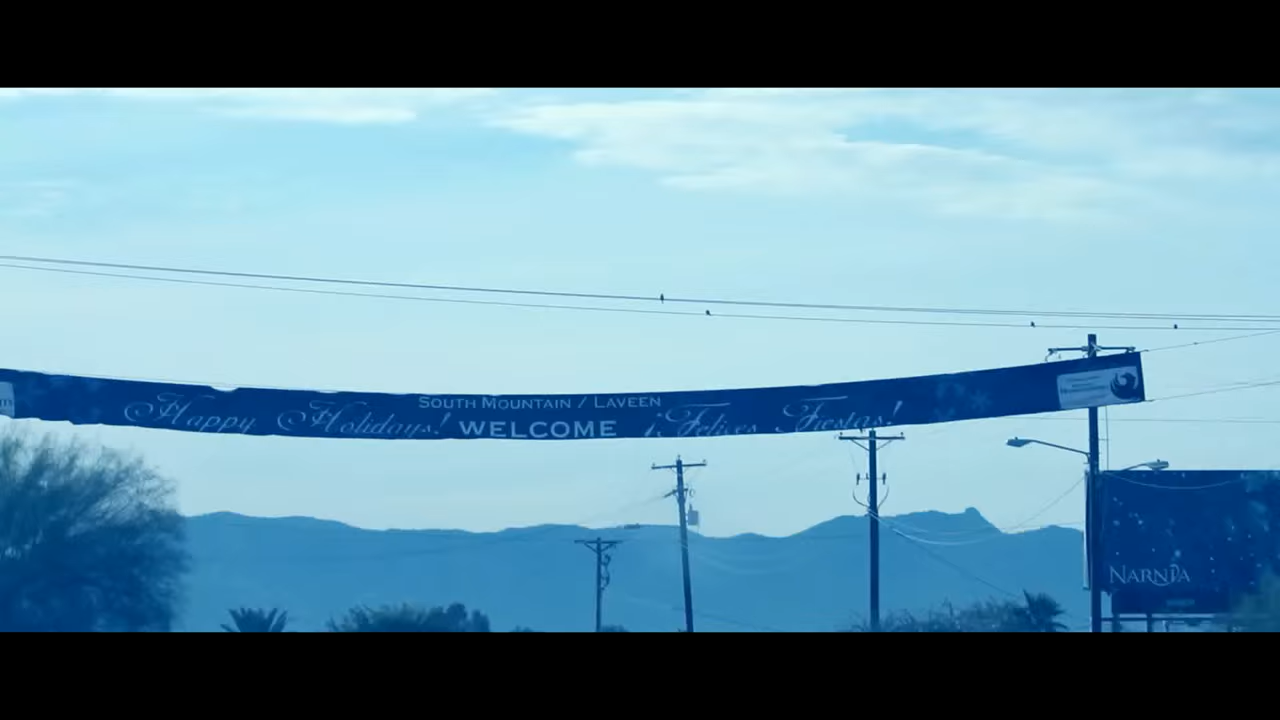 SOUTH MOUNTAIN / LAVEEN
Happy Holidays! WELCOME ¡Felices Fiestas!
NARNIA